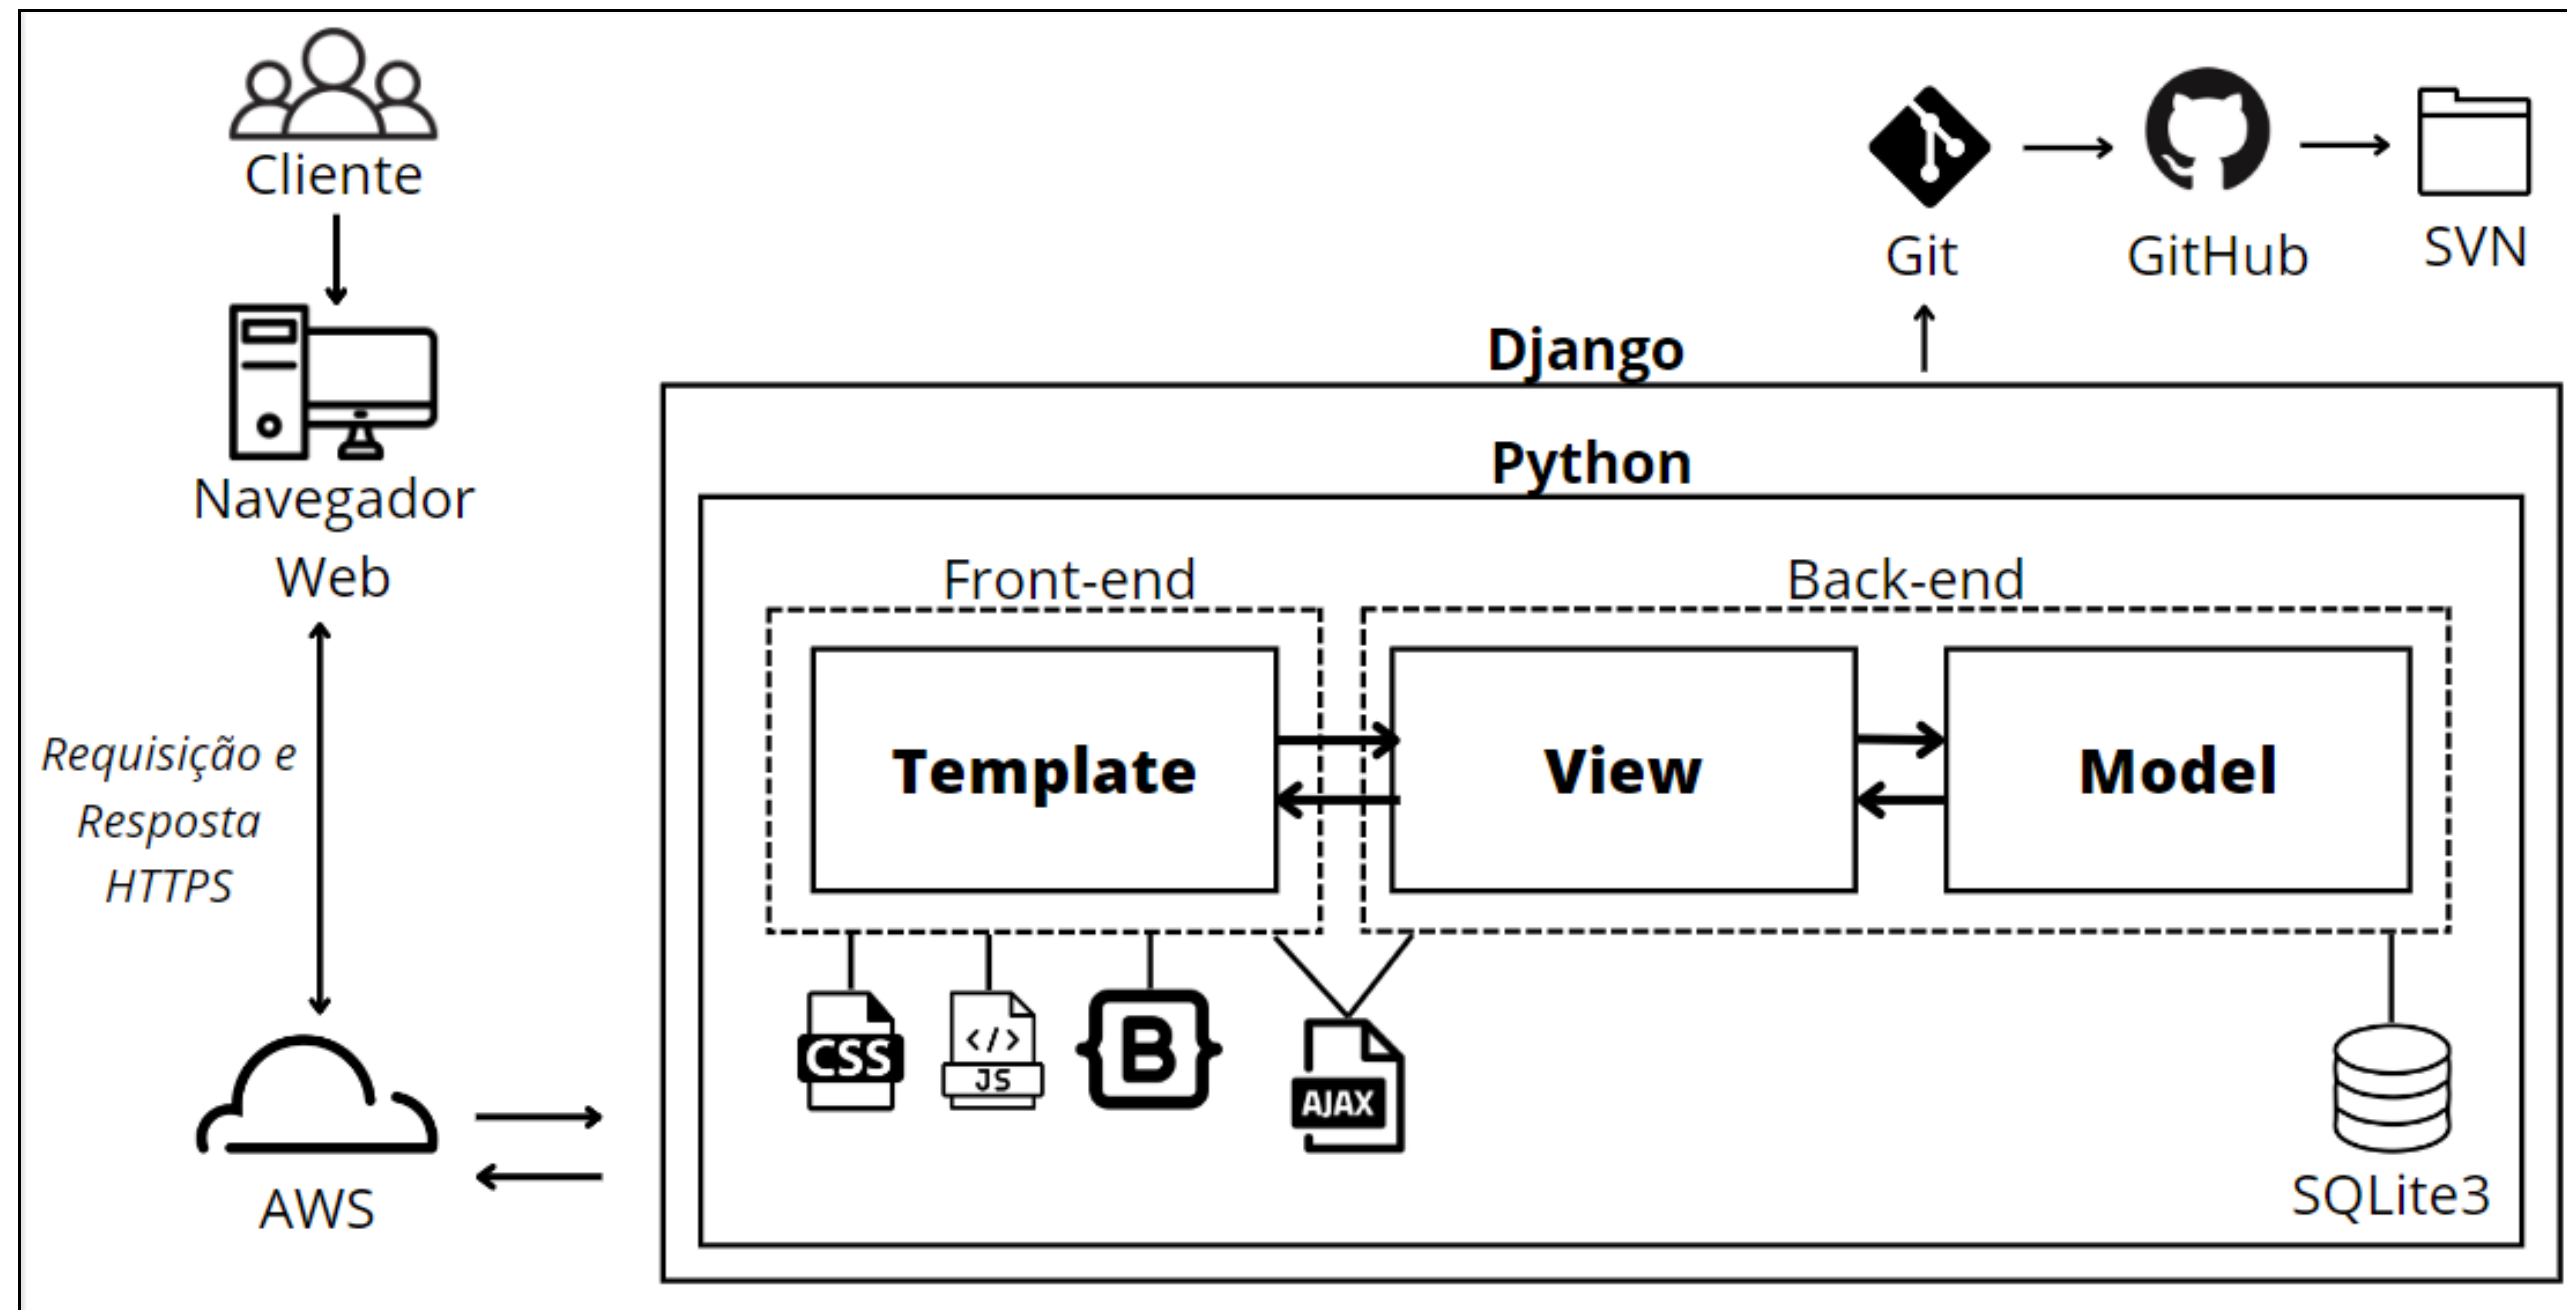 Cliente
Navegador
Web
Requisição e
Resposta
HTTPS
AWS
Git
GitHub
SVN
Django
Python
Front-end
Back-end
Template
View
Model
CSS
</>
JS
B
AJAX
SQLite3